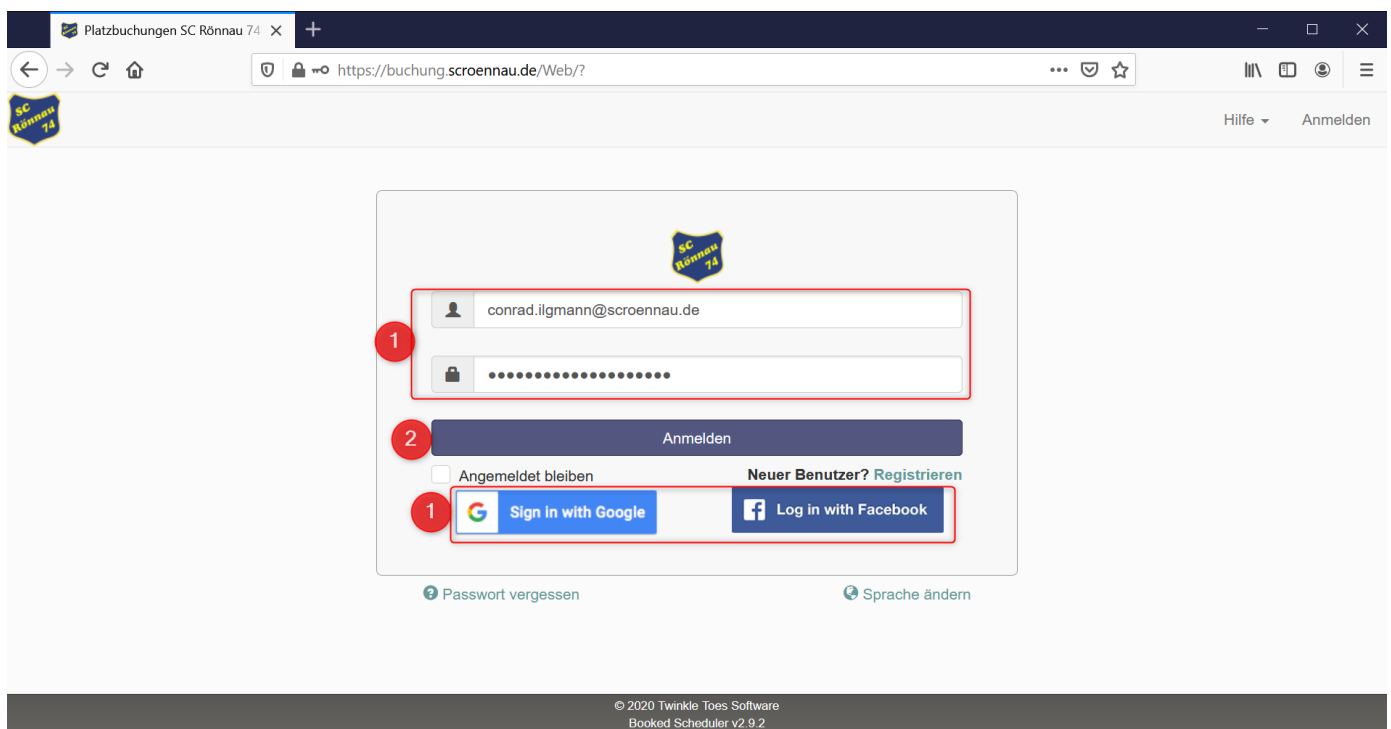 Platzbuchungen SC Rönnau 74
https://buchung.scroennau.de/Web/?
SC
Rönnau
74
Hilfe
Anmelden
SC
Rönnau
74
conrad.ilgmann@scroennau.de
1
••••••••••••••••••••
2
Anmelden
Angemeldet bleiben
Neuer Benutzer? Registrieren
1
G Sign in with Google
f Log in with Facebook
? Passwort vergessen
Sprache ändern
© 2020 Twinkle Toes Software
Booked Scheduler v2.9.2